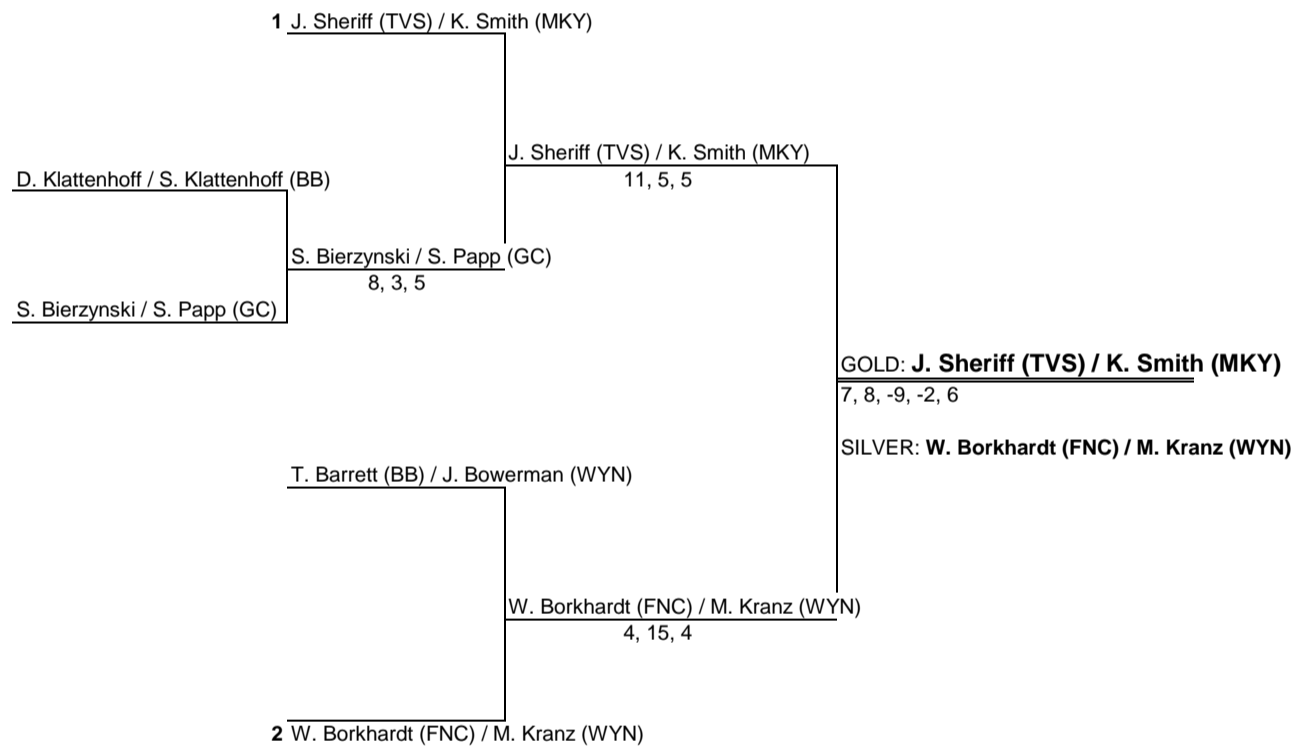 1 J. Sheriff (TVS) / K. Smith (MKY)
J. Sheriff (TVS) / K. Smith (MKY)
11, 5, 5
D. Klattenhoff / S. Klattenhoff (BB)
S. Bierzynski / S. Papp (GC)
8, 3, 5
S. Bierzynski / S. Papp (GC)
GOLD: J. Sheriff (TVS) / K. Smith (MKY)
7, 8, -9, -2, 6
SILVER: W. Borkhardt (FNC) / M. Kranz (WYN)
T. Barrett (BB) / J. Bowerman (WYN)
W. Borkhardt (FNC) / M. Kranz (WYN)
4, 15, 4
2 W. Borkhardt (FNC) / M. Kranz (WYN)